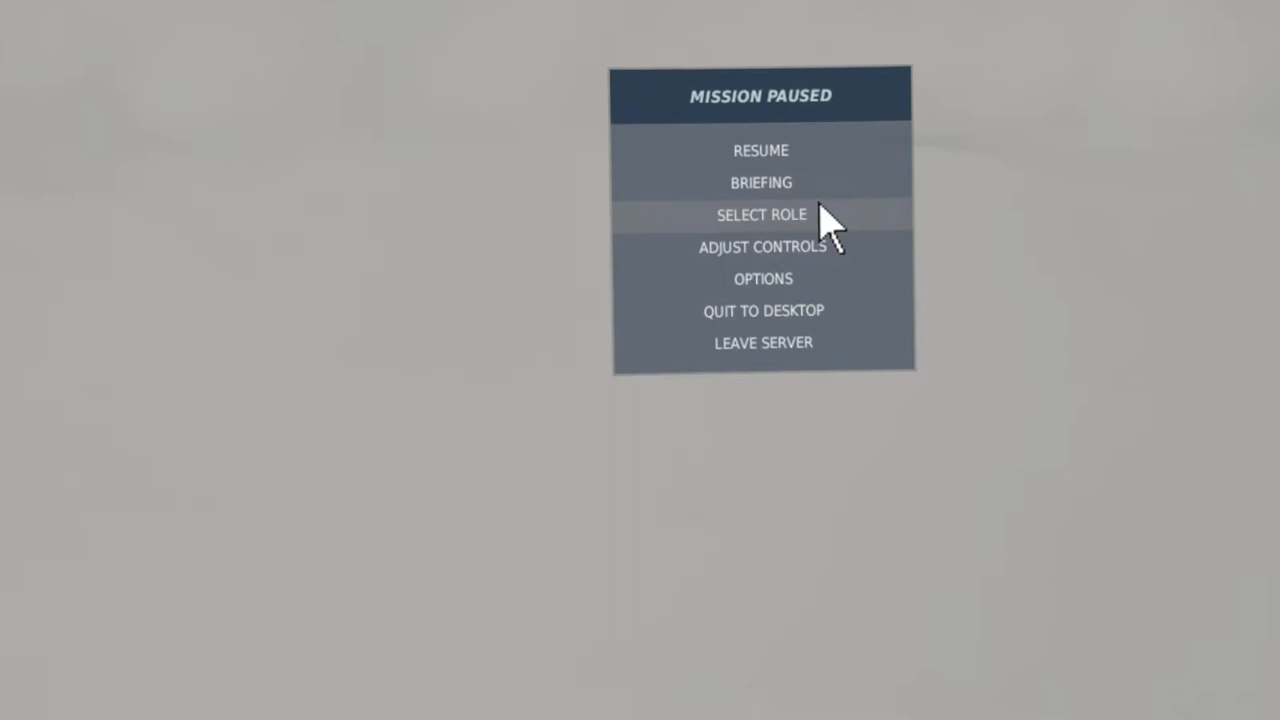 MISSION PAUSED
RESUME
BRIEFING
SELECT ROLE
ADJUST CONTROLS
OPTIONS
QUIT TO DESKTOP
LEAVE SERVER